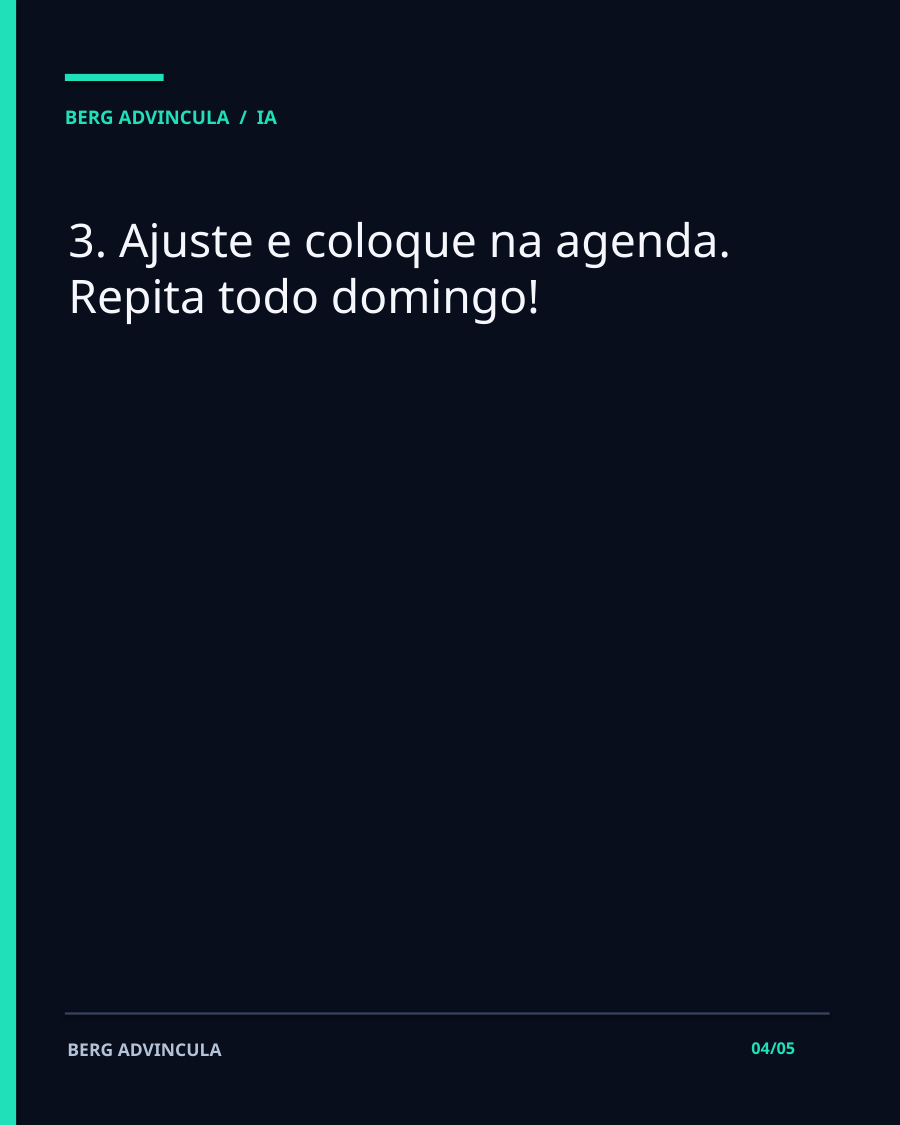 BERG ADVINCULA / IA
3. Ajuste e coloque na agenda.
Repita todo domingo!
BERG ADVINCULA
04/05